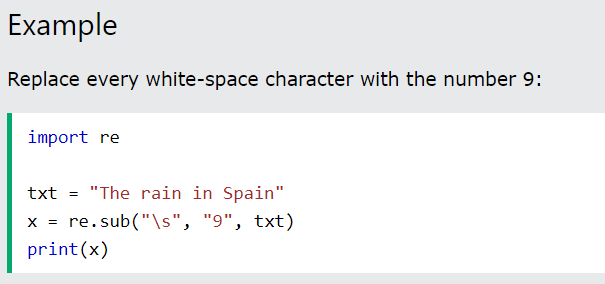 Example
Replace every white-space character with the number 9:
import re
txt = "The rain in Spain"
x = re.sub("\s", "9", txt)
print(x)